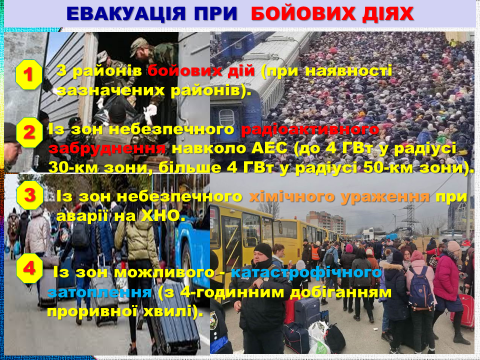 ЕВАКУАЦІЯ ПРИ БОЙОВИХ ДІЯХ
1
З районів бойових дій (при наявності
зазначених районів).
2
Із зон небезпечного радіоактивного
забруднення навколо АЕС (до 4 ГВт у радіусі
30-км зони, більше 4 ГВт у радіусі 50-км зони).
3
Із зон небезпечного хімічного ураження при
аварії на ХНО.
4
Із зон можливого - катастрофічного
затоплення (з 4-годинним добіганням
проривної хвилі).